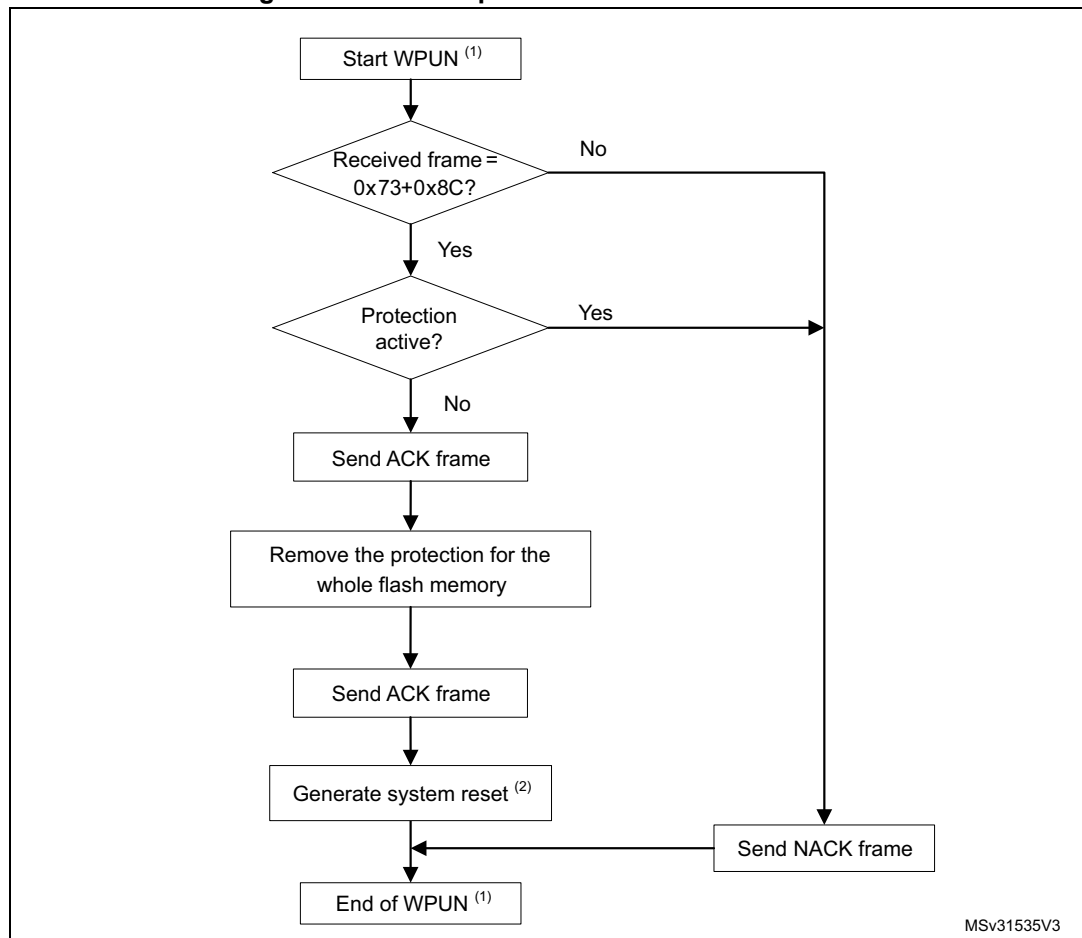 Start WPUN (1)
Received frame =
0x73+0x8C?
No
Yes
Protection
active?
Yes
No
Send ACK frame
Remove the protection for the
whole flash memory
Send ACK frame
Generate system reset (2)
Send NACK frame
End of WPUN (1)
MSv31535V3